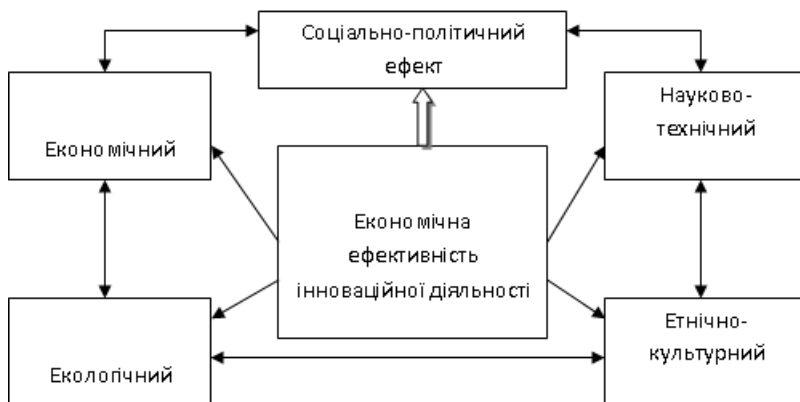 Соціально-політичний
ефект
Економічний
Науково-
технічний
Економічна
ефективність
інноваційної діяльності
Екологічний
Етнічно-
культурний